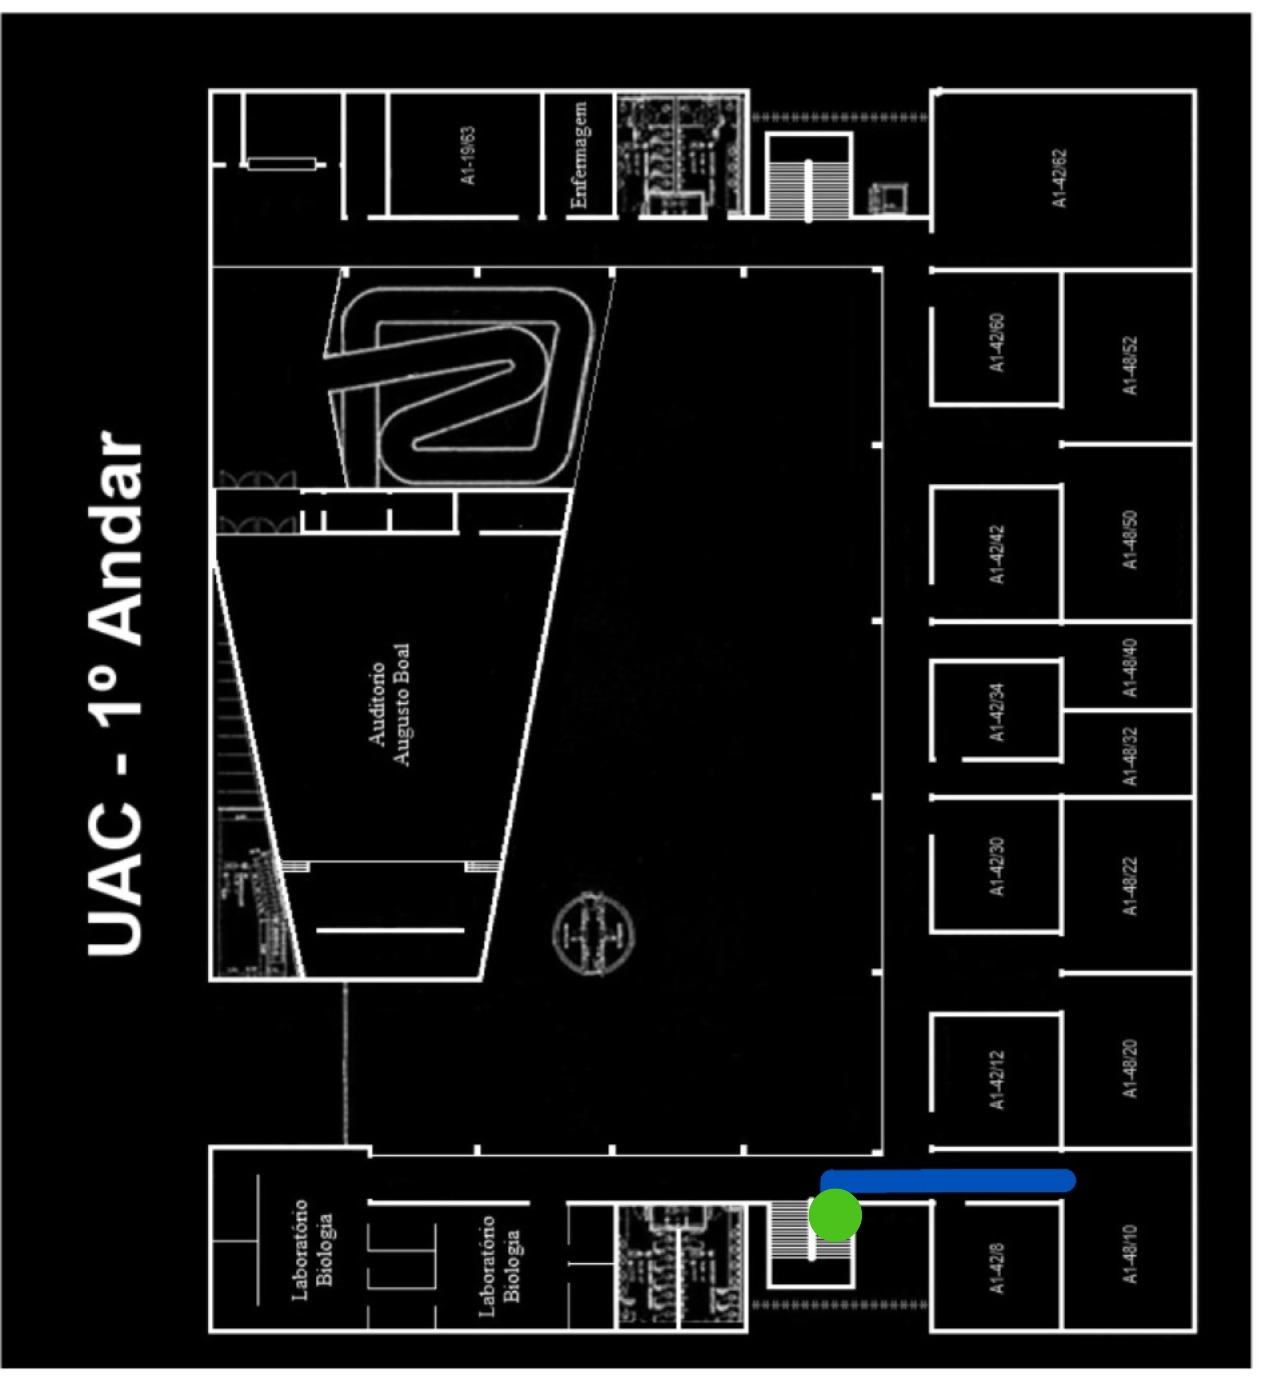 UAC - 1º Andar
A1-19/63
Enfermagem
A1-42/62
A1-42/60
A1-48/52
A1-42/42
A1-48/50
A1-48/40
A1-42/34
A1-48/32
Auditorio
Augusto Boal
A1-42/30
A1-48/22
A1-42/12
A1-48/20
Laboratório
Biologia
Laboratório
Biologia
A1-42/8
A1-48/10